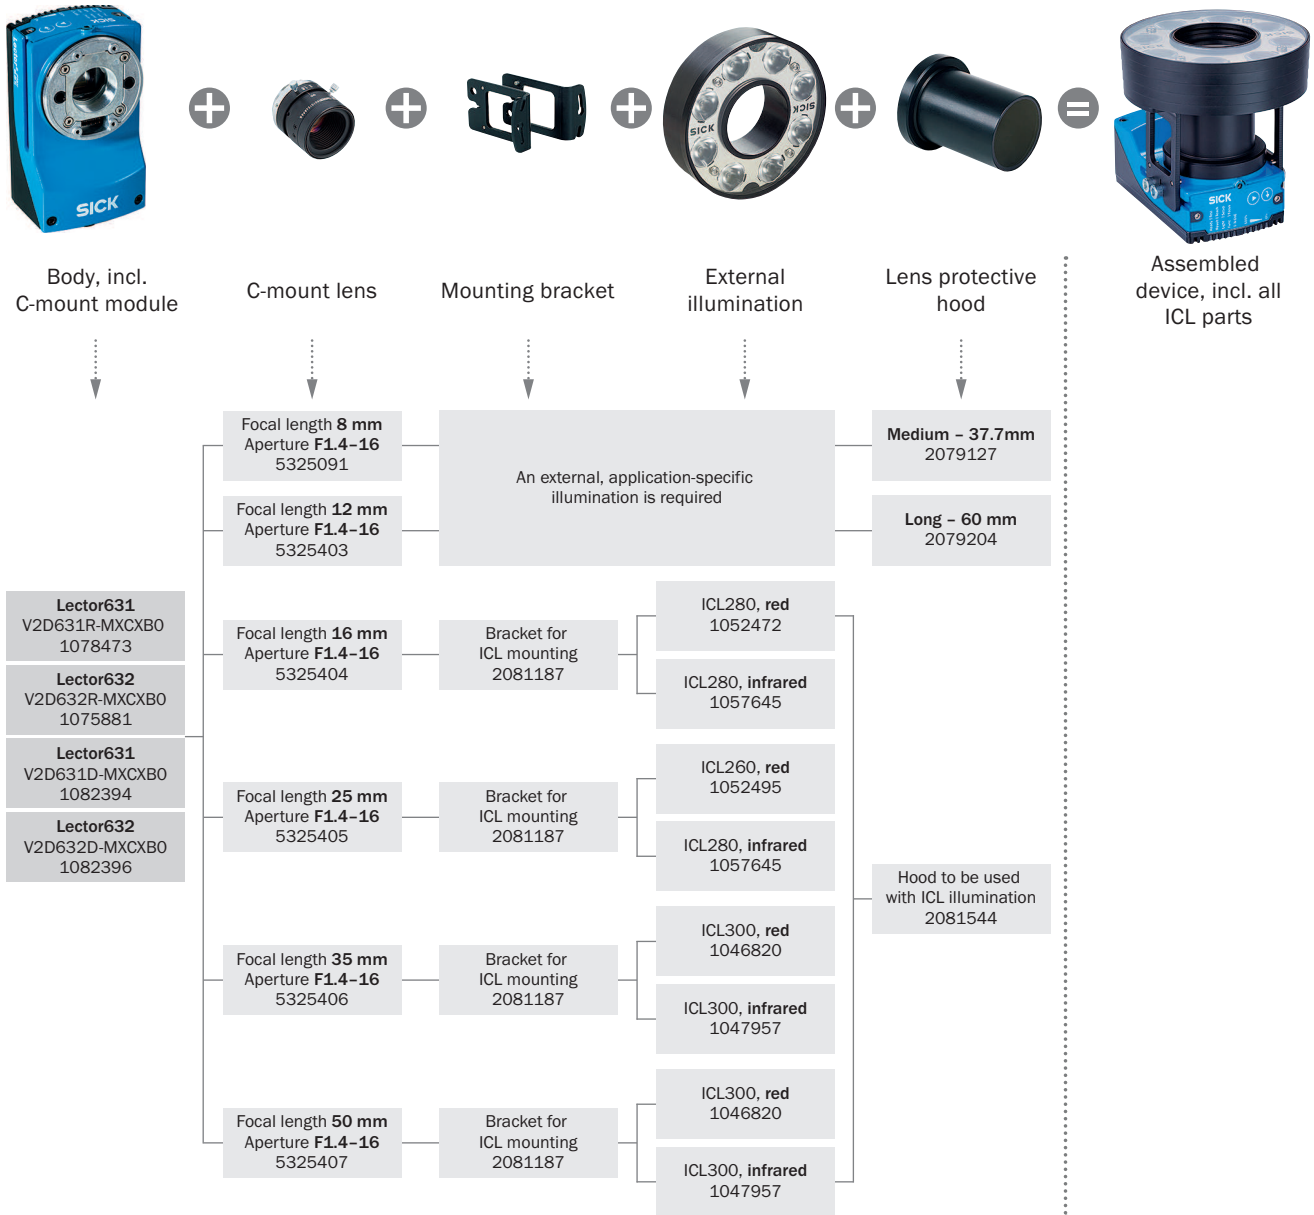 SICK
SICK
SICK
SICK
Body, incl.
C-mount module
C-mount lens
Mounting bracket
External
illumination
Lens protective
hood
Assembled
device, incl. all
ICL parts
Focal length 8 mm
Aperture F1.4–16
5325091
An external, application-specific
illumination is required
Medium – 37.7mm
2079127
Focal length 12 mm
Aperture F1.4–16
5325403
Long – 60 mm
2079204
Lector631
V2D631R-MXCXB0
1078473
Lector632
V2D632R-MXCXB0
1075881
Lector631
V2D631D-MXCXB0
1082394
Lector632
V2D632D-MXCXB0
1082396
Focal length 16 mm
Aperture F1.4–16
5325404
Bracket for
ICL mounting
2081187
ICL280, red
1052472
ICL280, infrared
1057645
Focal length 25 mm
Aperture F1.4–16
5325405
Bracket for
ICL mounting
2081187
ICL260, red
1052495
ICL280, infrared
1057645
Hood to be used
with ICL illumination
2081544
Focal length 35 mm
Aperture F1.4–16
5325406
Bracket for
ICL mounting
2081187
ICL300, red
1046820
ICL300, infrared
1047957
Focal length 50 mm
Aperture F1.4–16
5325407
Bracket for
ICL mounting
2081187
ICL300, red
1046820
ICL300, infrared
1047957